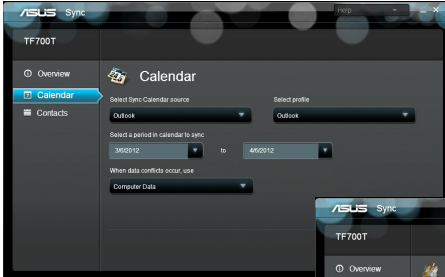 ASUS Sync
Help
TF700T
Overview
Calendar
Contacts
Calendar
Select Sync Calendar source
Select profile
Outlook
Outlook
Select a period in calendar to sync
3/6/2012 to 4/6/2012
When data conflicts occur, use
Computer Data
ASUS Sync
TF700T
Overview